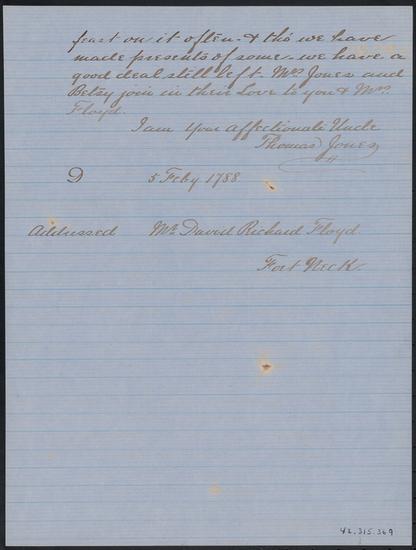 feast on it often & tho we have
made presents of some we have a
good deal still left. Mrs. Jones and
Betsy join in their Love to you & Mrs.
Floyd.
I am your affectionate Uncle
Thomas Jones
D 5 Feby 1788
Addressed Mr. David Richard Floyd
Fort Neck.
42.315.369